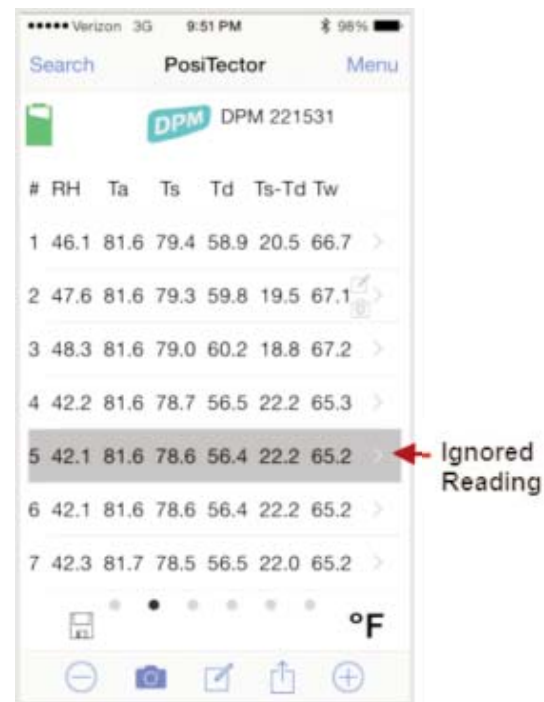 Verizon 3G 9:51 PM 98%
Search PosiTector Menu
DPM DPM 221531
# RH Ta Ts Td Ts-Td Tw
1 46.1 81.6 79.4 58.9 20.5 66.7
2 47.6 81.6 79.3 59.8 19.5 67.1
3 48.3 81.6 79.0 60.2 18.8 67.2
4 42.2 81.6 78.7 56.5 22.2 65.3
5 42.1 81.6 78.6 56.4 22.2 65.2
Ignored
Reading
6 42.1 81.6 78.6 56.4 22.2 65.2
7 42.3 81.7 78.5 56.5 22.0 65.2
°F